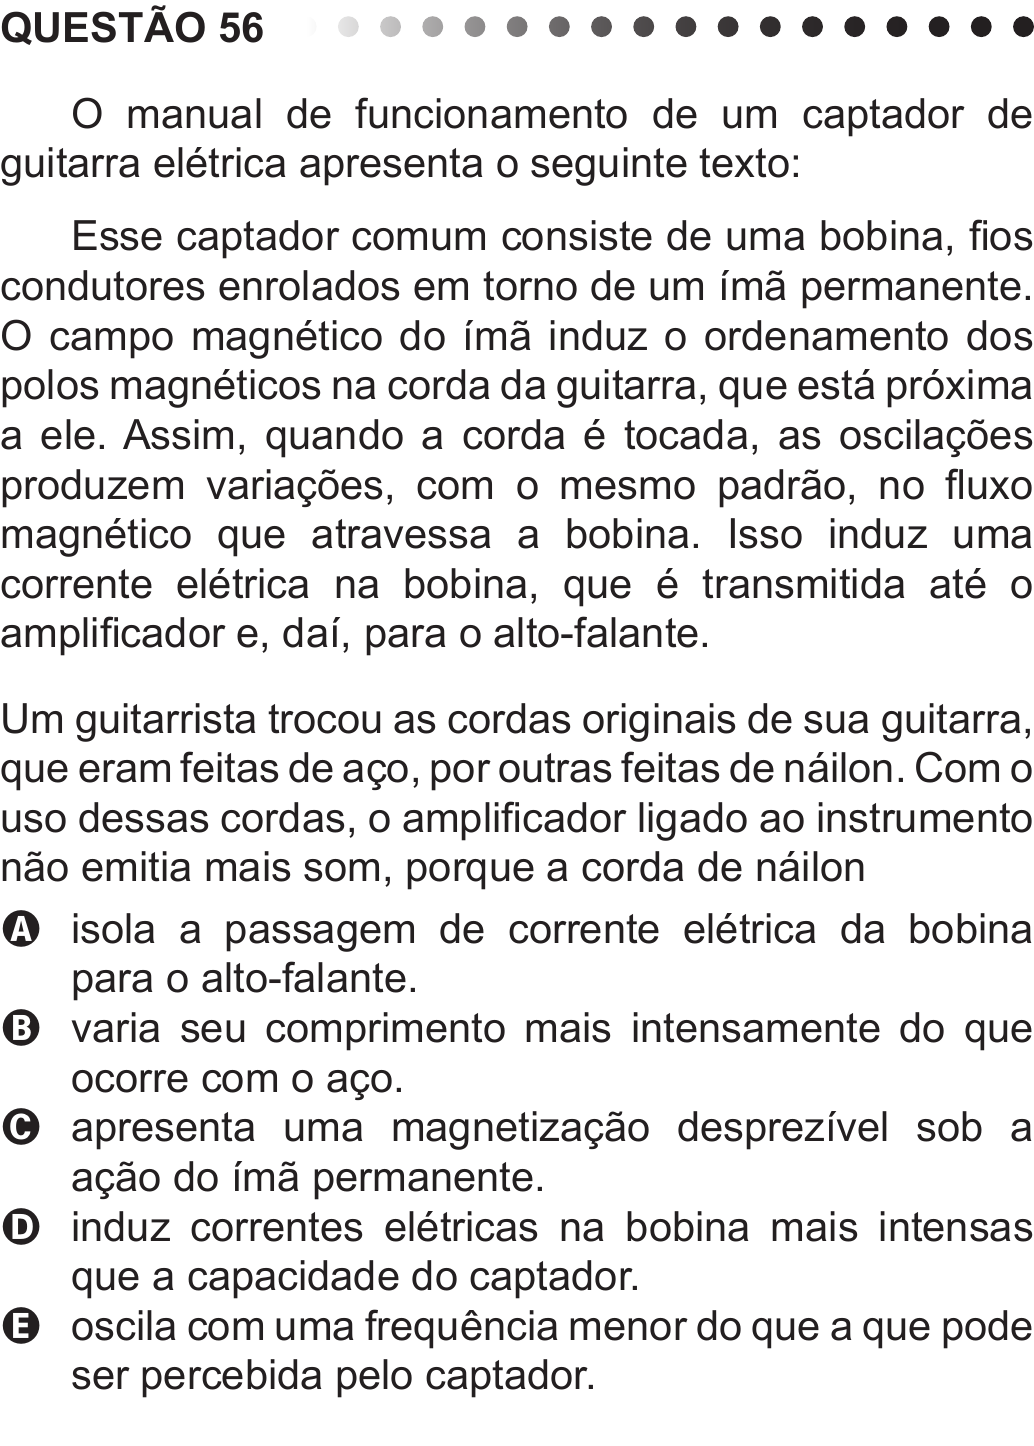 QUESTÃO 56
O manual de funcionamento de um captador de
guitarra elétrica apresenta o seguinte texto:
Esse captador comum consiste de uma bobina, fios
condutores enrolados em torno de um ímã permanente.
O campo magnético do ímã induz o ordenamento dos
polos magnéticos na corda da guitarra, que está próxima
a ele. Assim, quando a corda é tocada, as oscilações
produzem variações, com o mesmo padrão, no fluxo
magnético que atravessa a bobina. Isso induz uma
corrente elétrica na bobina, que é transmitida até o
amplificador e, daí, para o alto-falante.
Um guitarrista trocou as cordas originais de sua guitarra,
que eram feitas de aço, por outras feitas de náilon. Com o
uso dessas cordas, o amplificador ligado ao instrumento
não emitia mais som, porque a corda de náilon
A isola a passagem de corrente elétrica da bobina
para o alto-falante.
B varia seu comprimento mais intensamente do que
ocorre com o aço.
C apresenta uma magnetização desprezível sob a
ação do ímã permanente.
D induz correntes elétricas na bobina mais intensas
que a capacidade do captador.
E oscila com uma frequência menor do que a que pode
ser percebida pelo captador.